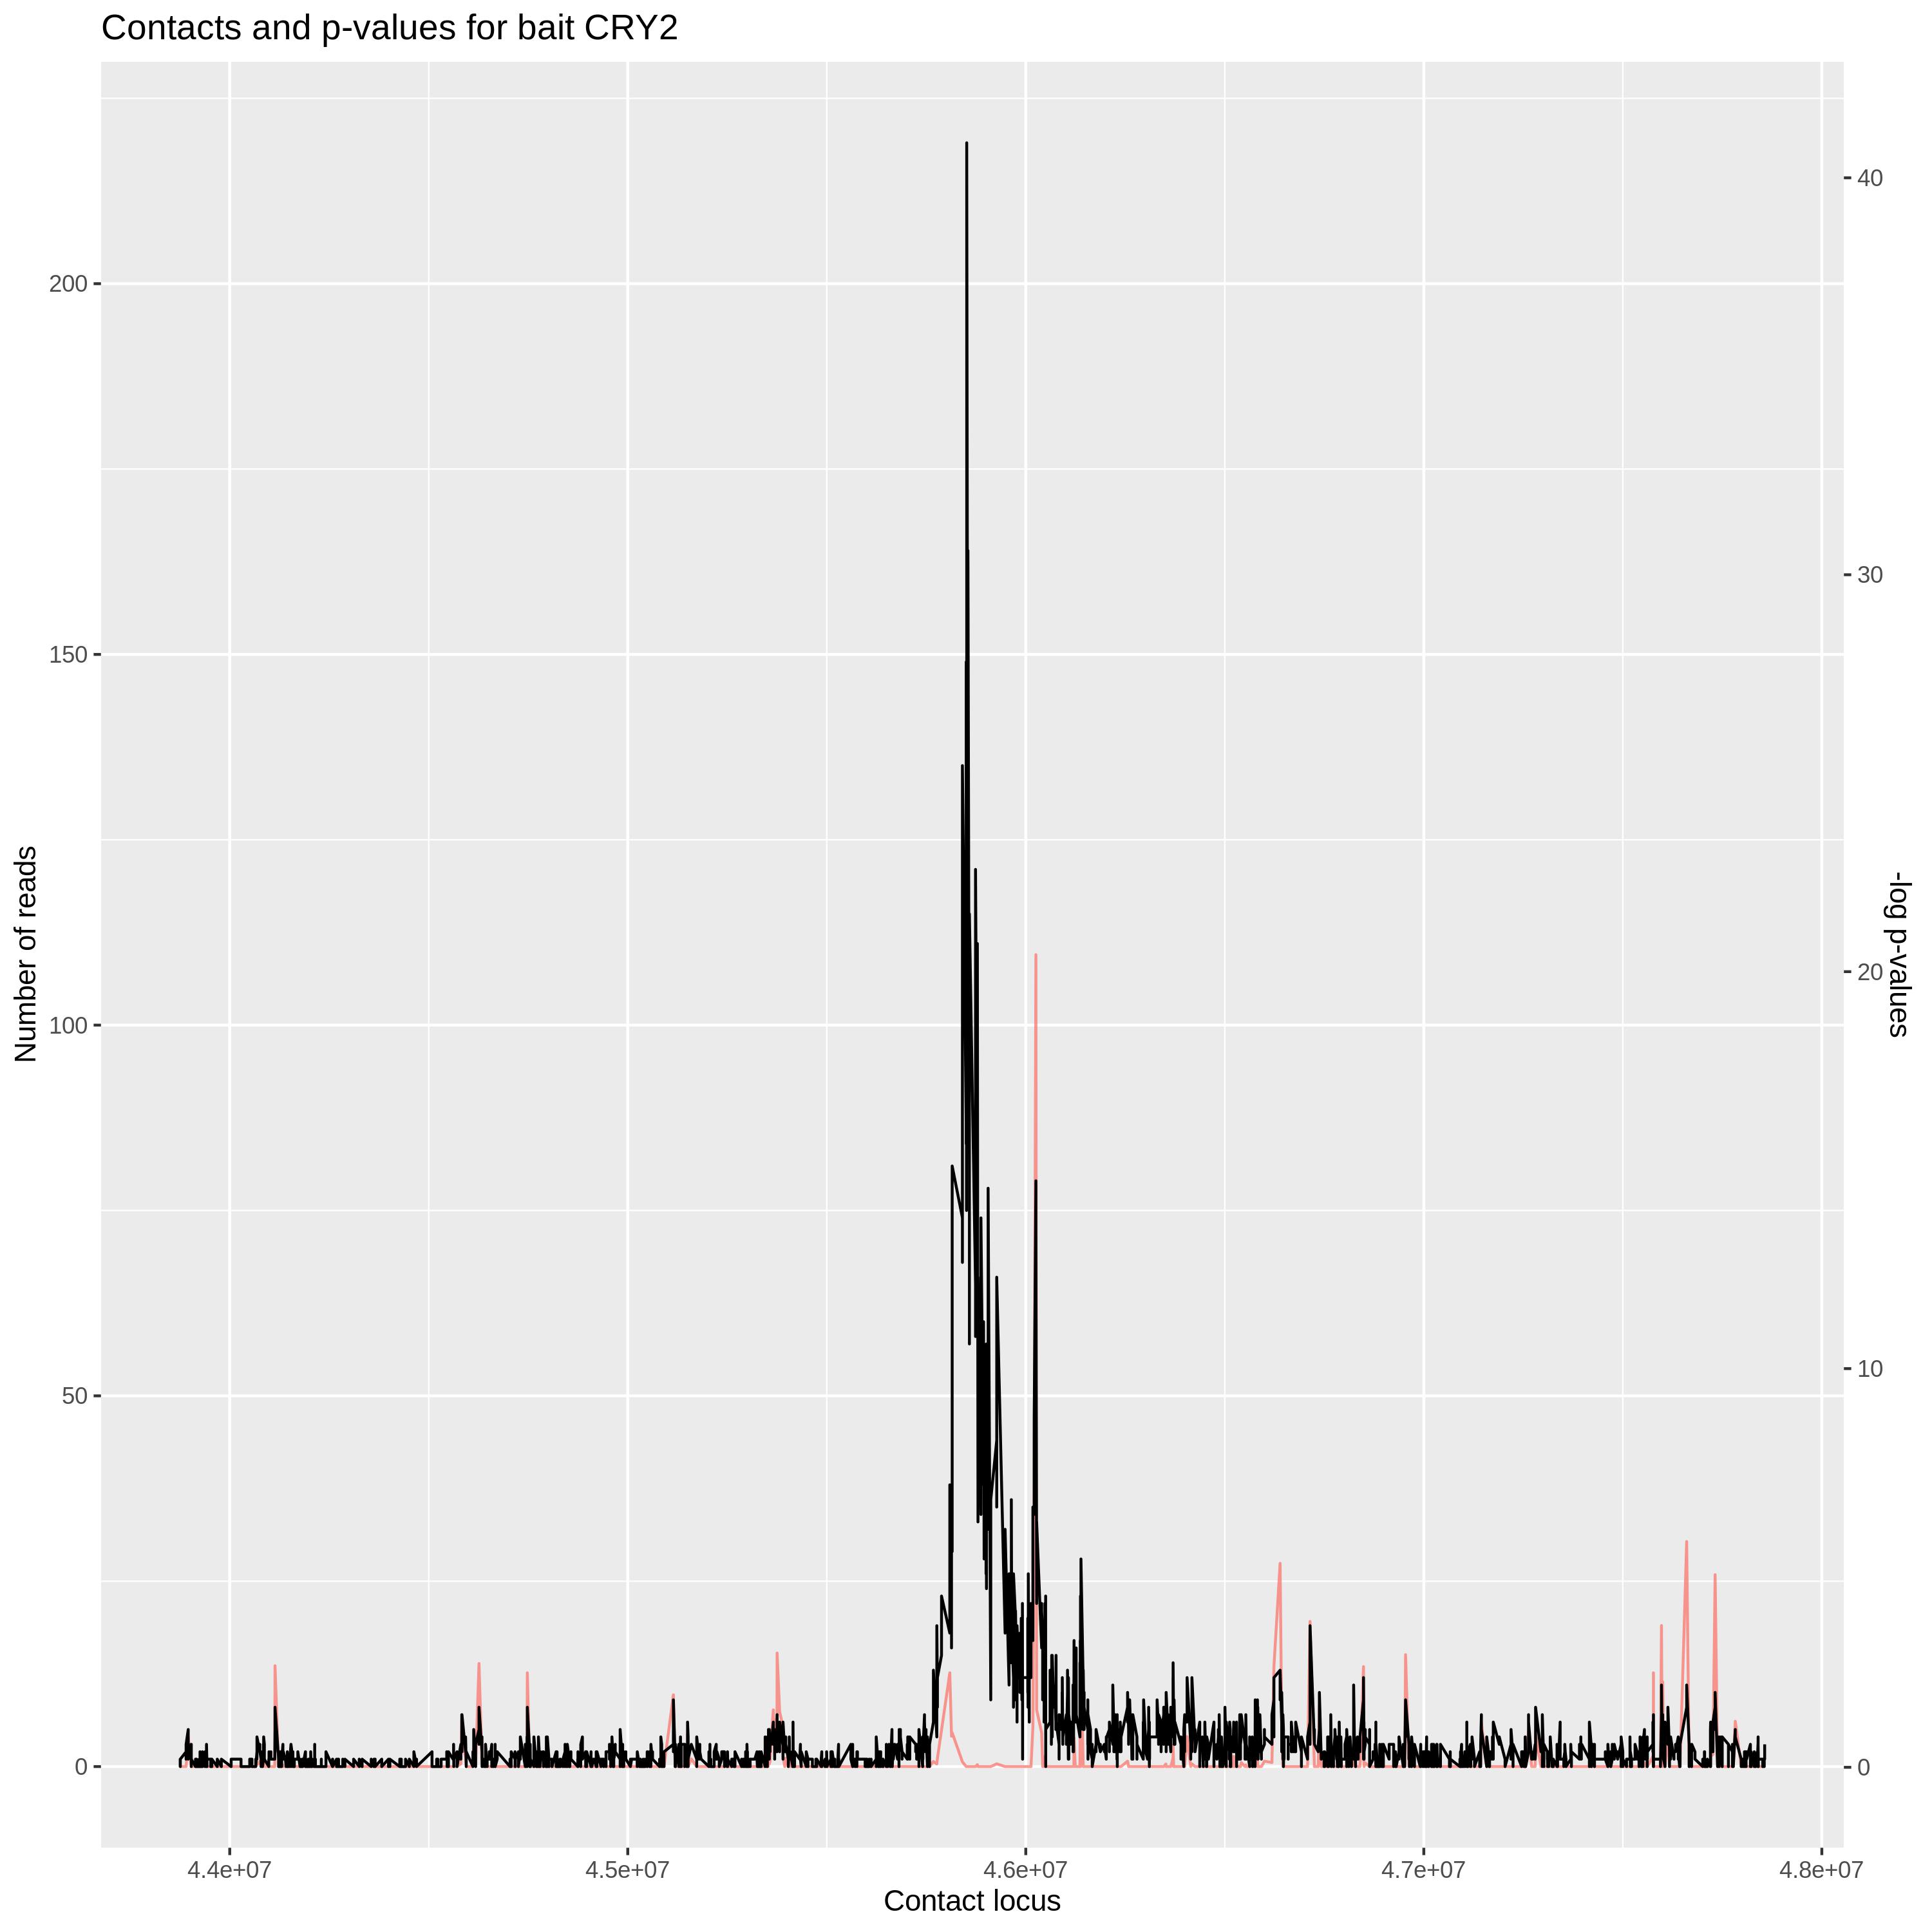 Contacts and p-values for bait CRY2
200
150
100
50
0
Number of reads
40
30
20
10
0
-log p-values
4.4e+07
4.5e+07
4.6e+07
4.7e+07
4.8e+07
Contact locus